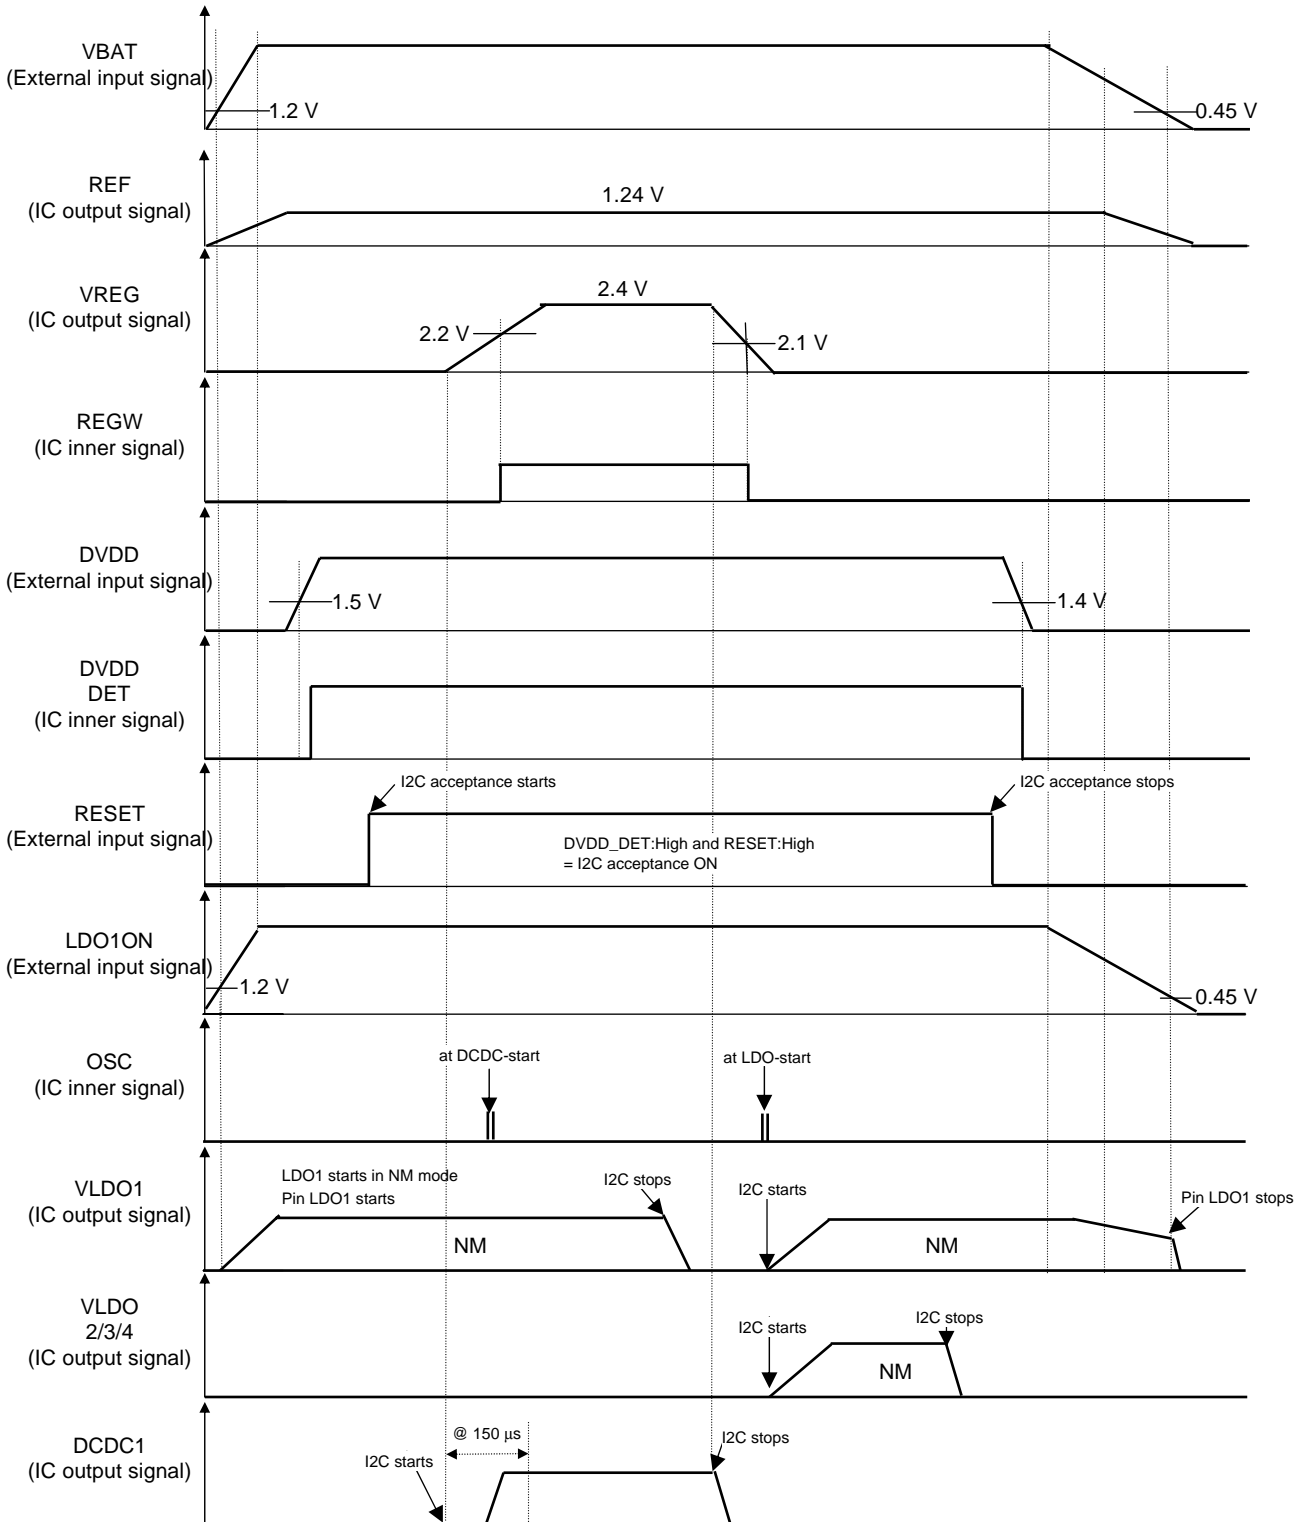 VBAT
(External input signal)
1.2 V
0.45 V
REF
(IC output signal)
1.24 V
VREG
(IC output signal)
2.4 V
2.2 V
2.1 V
REGW
(IC inner signal)
DVDD
(External input signal)
1.5 V
1.4 V
DVDD
DET
(IC inner signal)
I2C acceptance starts
I2C acceptance stops
RESET
(External input signal)
DVDD_DET:High and RESET:High
= I2C acceptance ON
LDO1ON
(External input signal)
1.2 V
0.45 V
OSC
(IC inner signal)
at DCDC-start
at LDO-start
VLDO1
(IC output signal)
LDO1 starts in NM mode
Pin LDO1 starts
I2C stops
I2C starts
Pin LDO1 stops
NM
NM
VLDO
2/3/4
(IC output signal)
I2C starts
I2C stops
NM
DCDC1
(IC output signal)
@ 150 μs
I2C starts
I2C stops